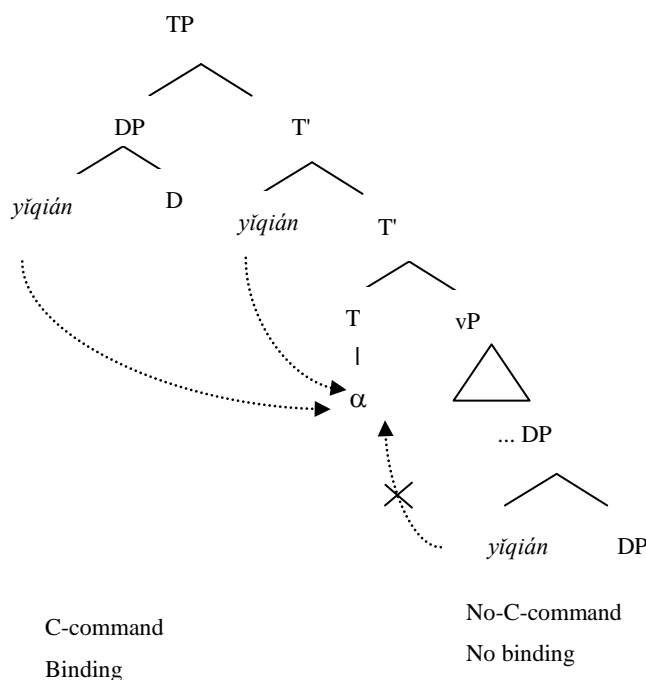 TP
DP T'
yǐqián D yǐqián T'
T vP
α
... DP
yǐqián DP
C-command No-C-command
Binding No binding